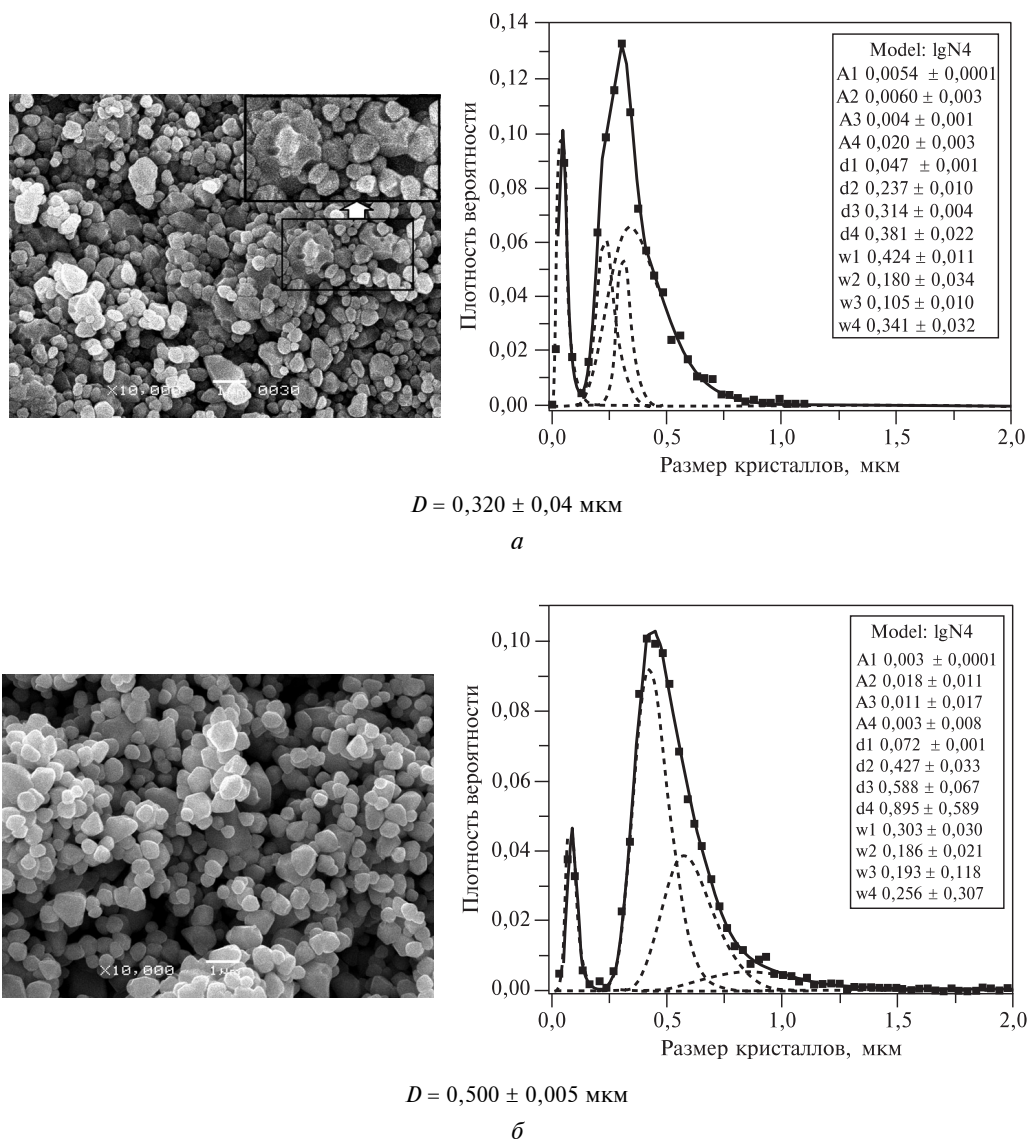 0,14
0,12
0,10
0,08
0,06
0,04
0,02
0,00
Плотность вероятности
Model: lgN4
A1 0,0054 ± 0,0001
A2 0,0060 ± 0,003
A3 0,004 ± 0,001
A4 0,020 ± 0,003
d1 0,047 ± 0,001
d2 0,237 ± 0,010
d3 0,314 ± 0,004
d4 0,381 ± 0,022
w1 0,424 ± 0,011
w2 0,180 ± 0,034
w3 0,105 ± 0,010
w4 0,341 ± 0,032
×10,000 1μm 0030
0,0 0,5 1,0 1,5 2,0
Размер кристаллов, мкм
D = 0,320 ± 0,04 мкм
а
0,10
0,08
0,06
0,04
0,02
0,00
Плотность вероятности
Model: lgN4
A1 0,003 ± 0,0001
A2 0,018 ± 0,011
A3 0,011 ± 0,017
A4 0,003 ± 0,008
d1 0,072 ± 0,001
d2 0,427 ± 0,033
d3 0,588 ± 0,067
d4 0,895 ± 0,589
w1 0,303 ± 0,030
w2 0,186 ± 0,021
w3 0,193 ± 0,118
w4 0,256 ± 0,307
×10,000 1μm
0,0 0,5 1,0 1,5 2,0
Размер кристаллов, мкм
D = 0,500 ± 0,005 мкм
б